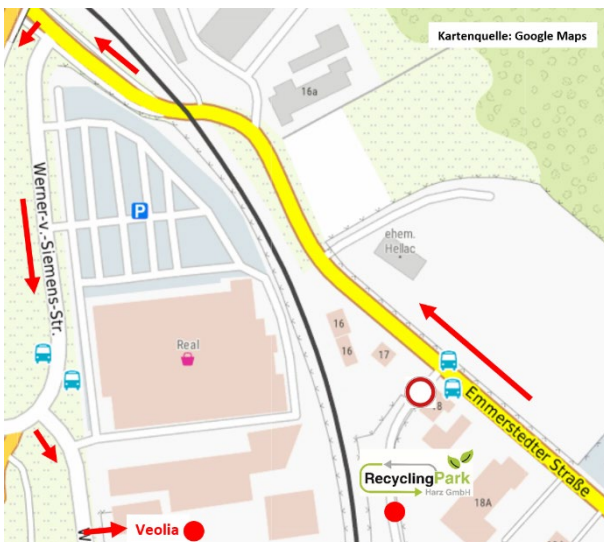 Kartenquelle: Google Maps
16a
Werner-v.-Siemens-Str.
P
ehem.
Hellac
Real
16
16
17
18
Emmerstedter Straße
RecyclingPark
Harz GmbH
18A
W
Veolia